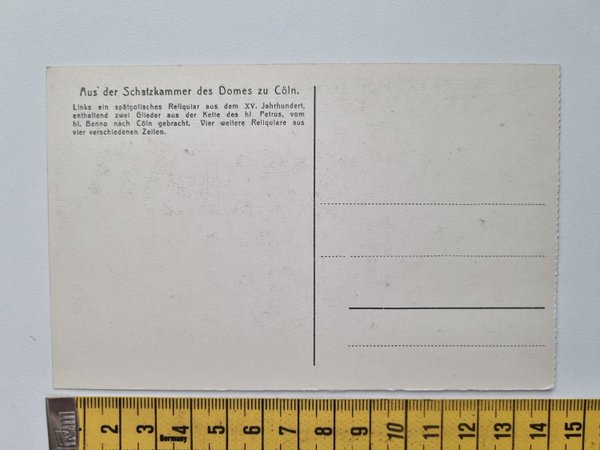 Aus der Schatzkammer des Domes zu Cöln.
Links ein spätgotisches Reliquiar aus dem XV. Jahrhundert,
enthaltend zwei Glieder aus der Kette des hl. Petrus, vom
hl. Benno nach Cöln gebracht. Vier weitere Reliquiare aus
vier verschiedenen Zeiten.
2 3 4 5 6 7 8 9 10 11 12 13 14 15
Germany